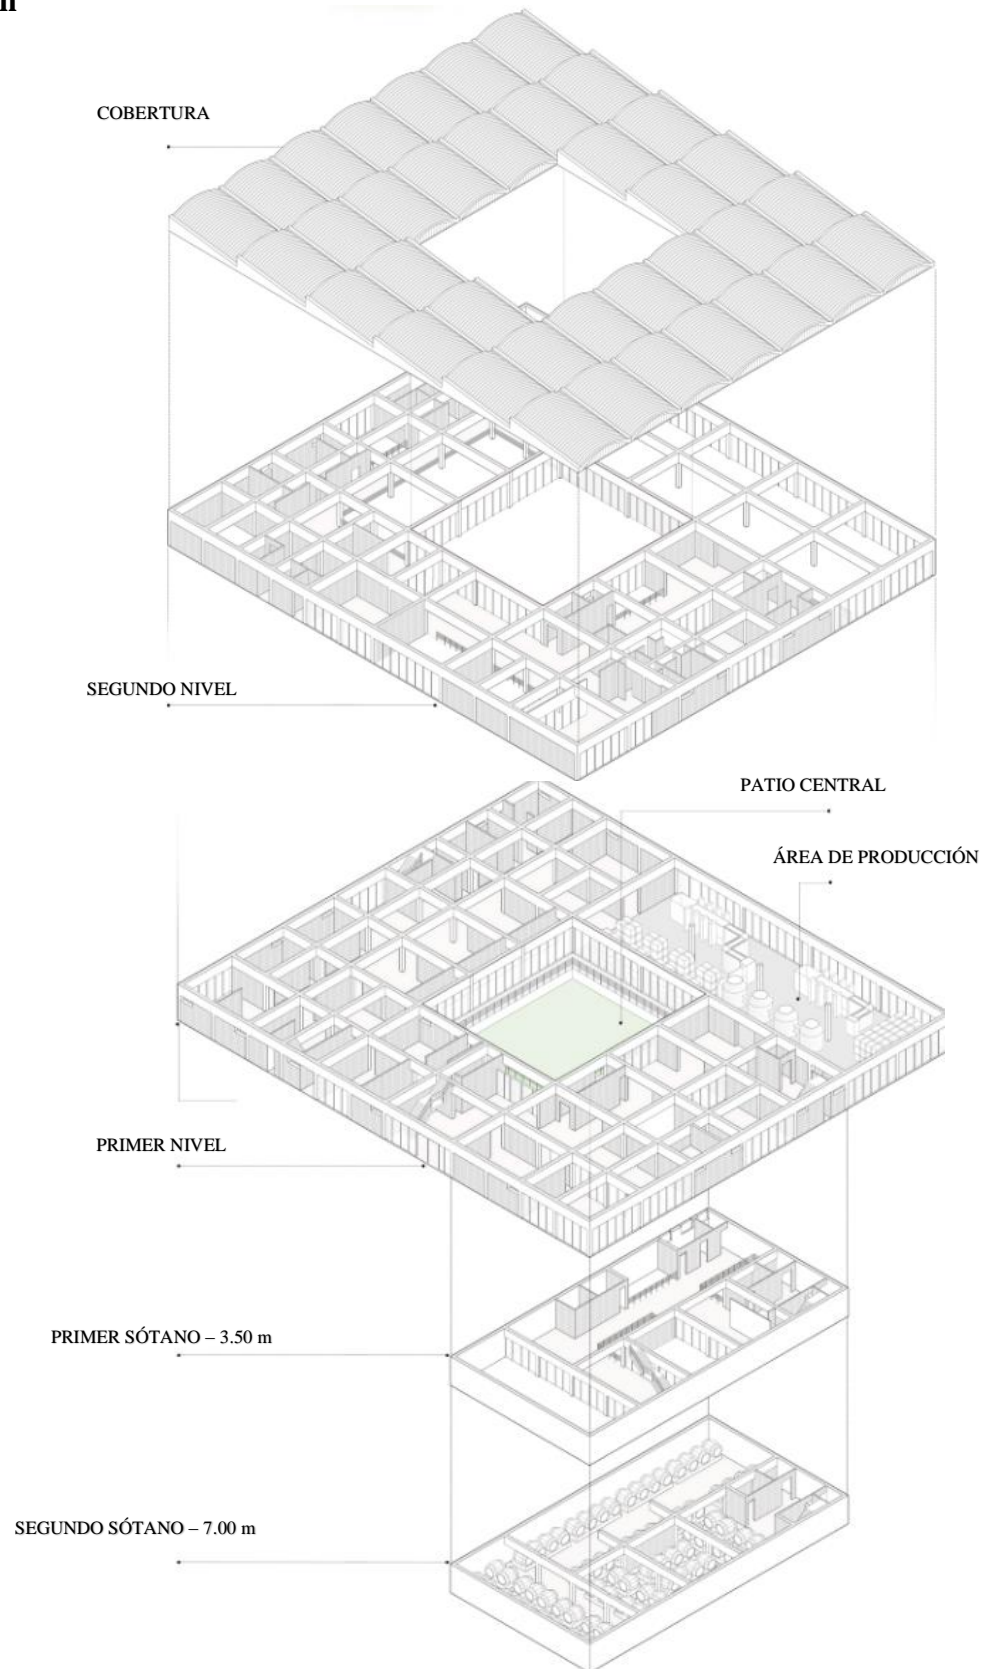 COBERTURA
SEGUNDO NIVEL
PATIO CENTRAL
ÁREA DE PRODUCCIÓN
PRIMER NIVEL
PRIMER SÓTANO – 3.50 m
SEGUNDO SÓTANO – 7.00 m